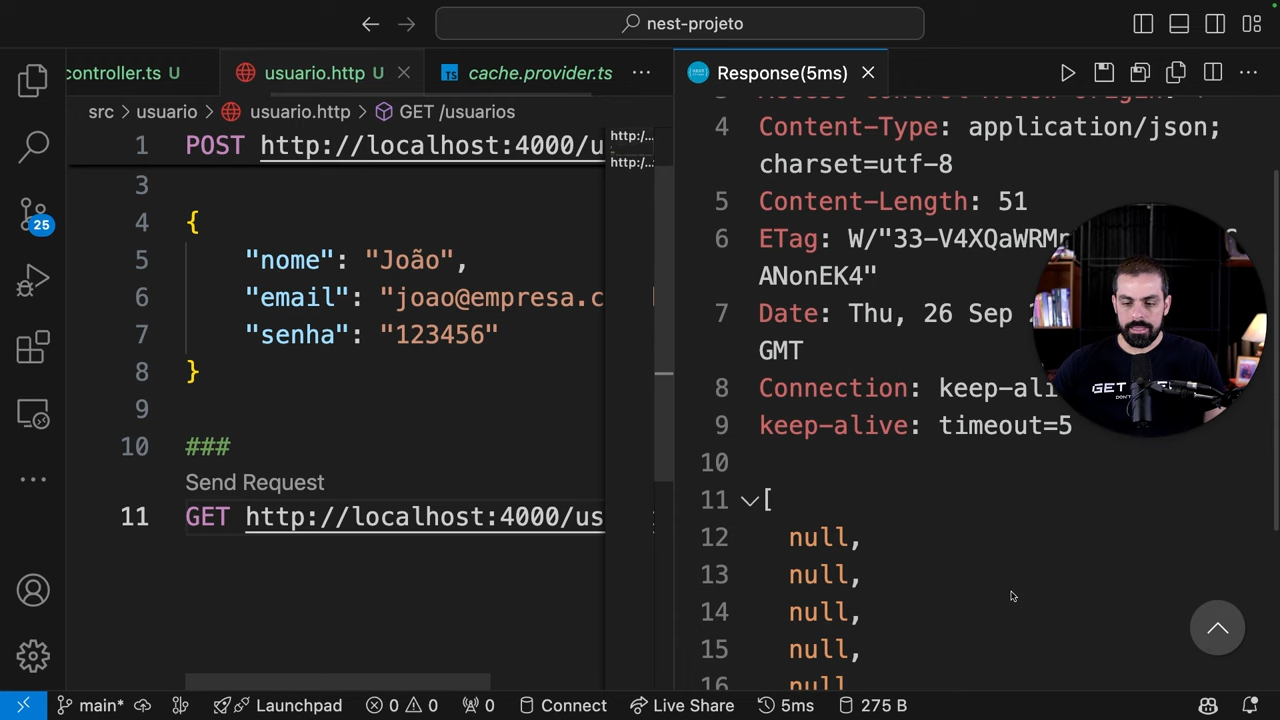 nest-projeto
controller.ts U
usuario.http U
cache.provider.ts
Response(5ms)
src > usuario > usuario.http > GET /usuarios
1 POST http://localhost:4000/u
3
4 {
5 "nome": "João",
6 "email": "joao@empresa.c
7 "senha": "123456"
8 }
9
10 ###
Send Request
11 GET http://localhost:4000/us
http:/...
http:/...
4 Content-Type: application/json;
charset=utf-8
5 Content-Length: 51
6 ETag: W/"33-V4XQaWRM
ANonEK4"
7 Date: Thu, 26 Sep
GMT
8 Connection: keep-ali
9 keep-alive: timeout=5
10
11 [
12 null,
13 null,
14 null,
15 null,
16 null
GET
25
main*
Launchpad
0 0
0
Connect
Live Share
5ms
275 B